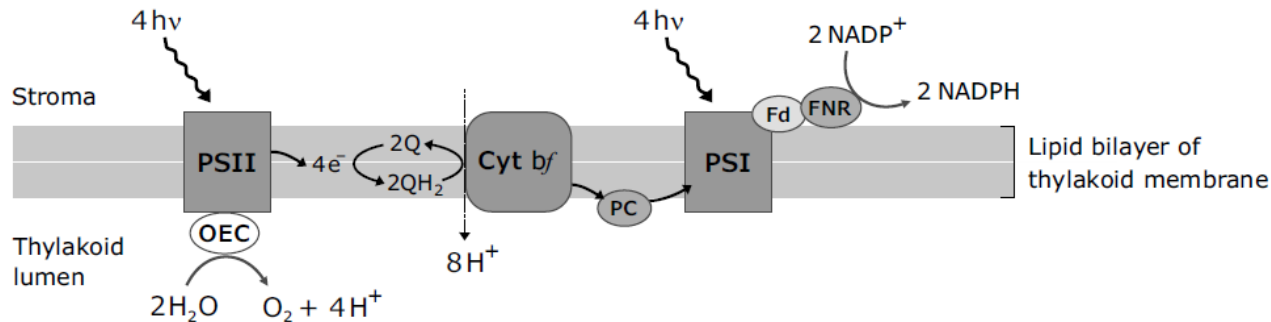 4hν
4hν
2 NADP⁺
Stroma
Fd
FNR
2 NADPH
PSII
4e⁻
2Q
2QH₂
Cyt bf
PC
PSI
Lipid bilayer of
thylakoid membrane
OEC
Thylakoid
lumen
8H⁺
2H₂O
O₂ + 4H⁺